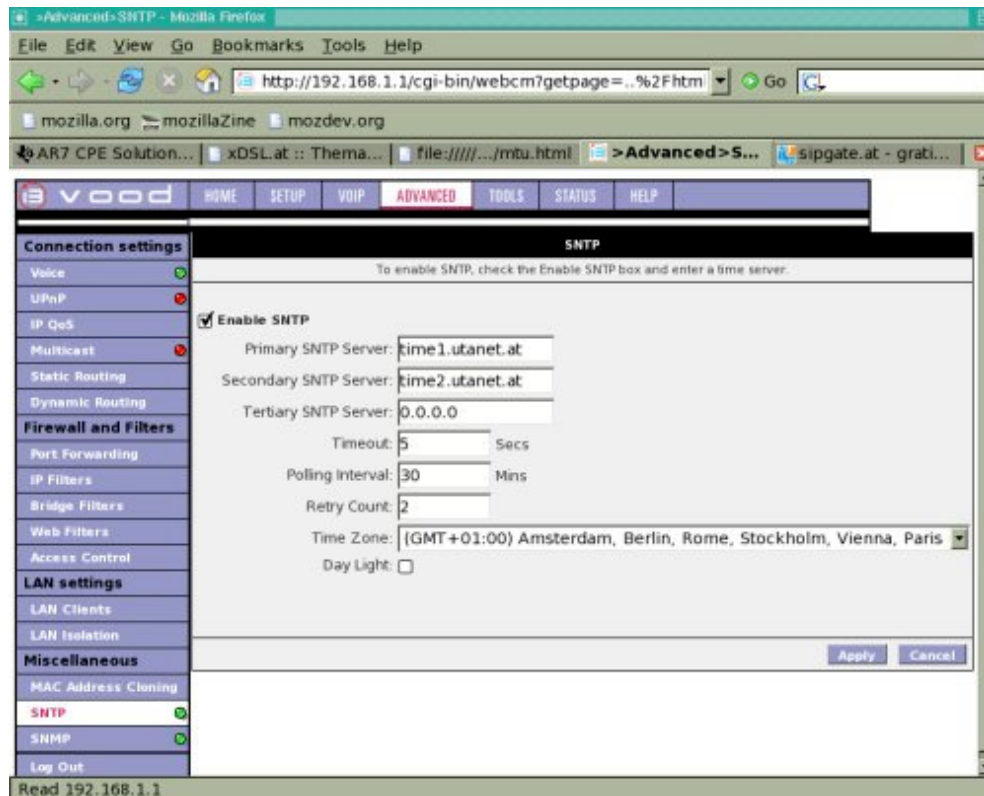 >Advanced>SNTP - Mozilla Firefox
File Edit View Go Bookmarks Tools Help
http://192.168.1.1/cgi-bin/webcm?getpage=..%2Fhtml Go G
mozilla.org mozillaZine mozdev.org
AR7 CPE Solution... xDSL.at :: Thema... file://///.../mtu.html >Advanced>S... sipgate.at - grati...
vood HOME SETUP VOIP ADVANCED TOOLS STATUS HELP
Connection settings
Voice
UPnP
IP QoS
Multicast
Static Routing
Dynamic Routing
Firewall and Filters
Port Forwarding
IP Filters
Bridge Filters
Web Filters
Access Control
LAN settings
LAN Clients
LAN Isolation
Miscellaneous
MAC Address Cloning
SNTP
SNMP
Log Out
SNTP
To enable SNTP, check the Enable SNTP box and enter a time server.
Enable SNTP
Primary SNTP Server: time1.utanet.at
Secondary SNTP Server: time2.utanet.at
Tertiary SNTP Server: 0.0.0.0
Timeout: 5 Secs
Polling Interval: 30 Mins
Retry Count: 2
Time Zone: (GMT+01:00) Amsterdam, Berlin, Rome, Stockholm, Vienna, Paris
Day Light:
Apply Cancel
Read 192.168.1.1